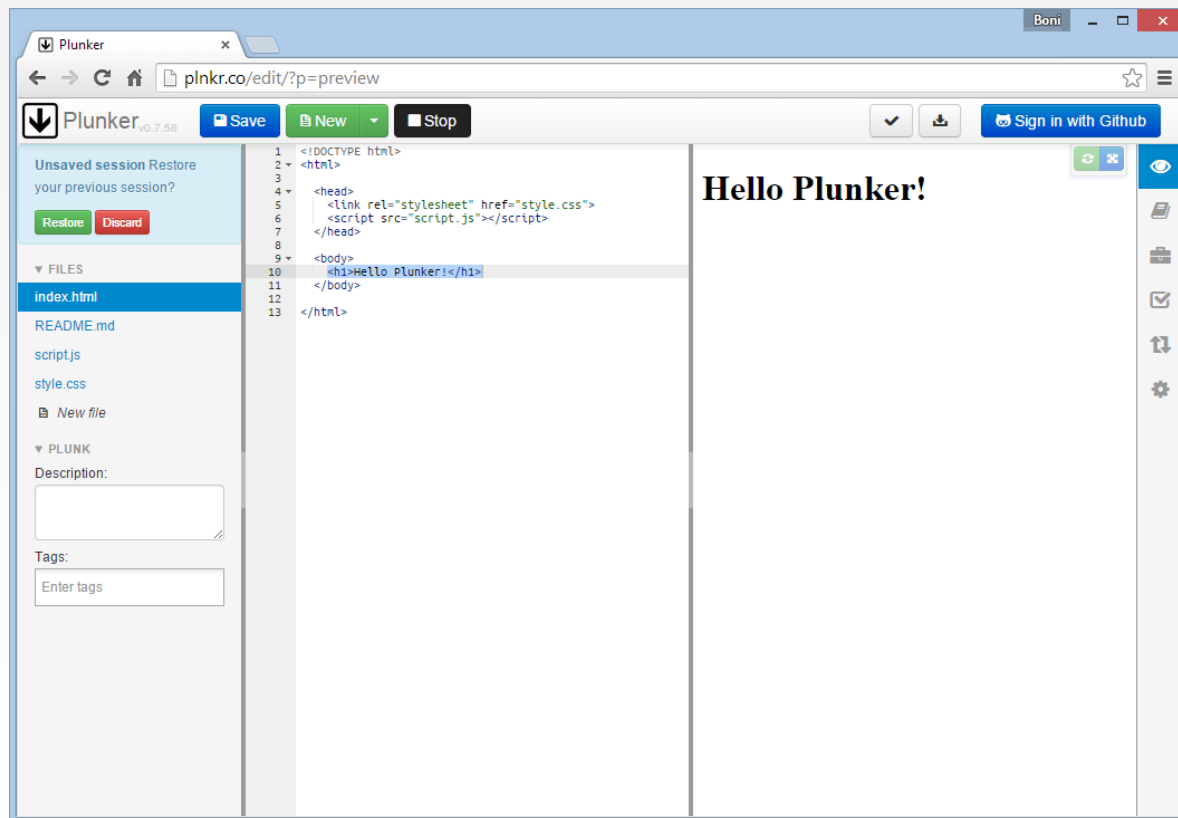 Boni
Plunker
plnkr.co/edit/?p=preview
Plunker v0.7.58
Save
New
Stop
Sign in with Github
Unsaved session Restore
your previous session?
Restore
Discard
FILES
index.html
README.md
script.js
style.css
New file
PLUNK
Description:
Tags:
Enter tags
1 <!DOCTYPE html>
2 <html>
3
4 <head>
5 <link rel="stylesheet" href="style.css">
6 <script src="script.js"></script>
7 </head>
8
9 <body>
10 <h1>Hello Plunker!</h1>
11 </body>
12
13 </html>
Hello Plunker!